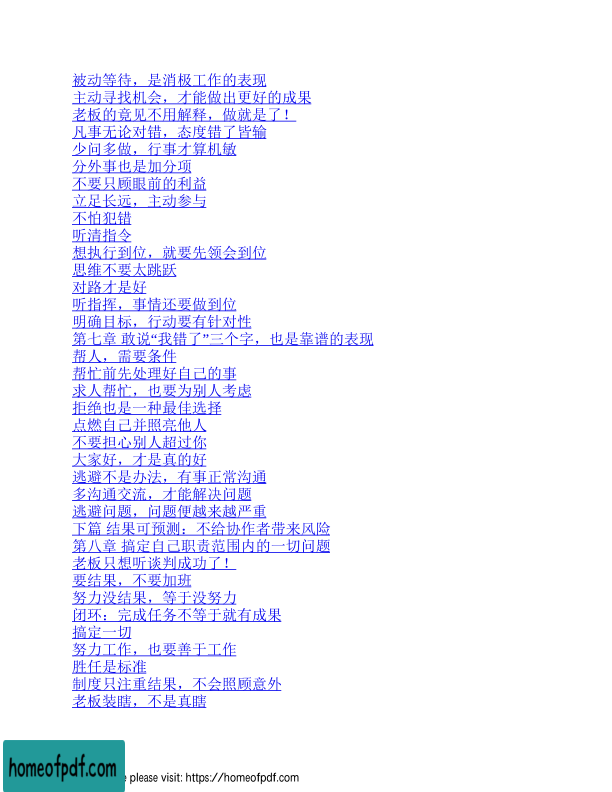 被动等待，是消极工作的表现
主动寻找机会，才能做出更好的成果
老板的竟见不用解释，做就是了！
凡事无论对错，态度错了皆输
少问多做，行事才算机敏
分外事也是加分项
不要只顾眼前的利益
立足长远，主动参与
不怕犯错
听清指令
想执行到位，就要先领会到位
思维不要太跳跃
对路才是好
听指挥，事情还要做到位
明确目标，行动要有针对性
第七章 敢说“我错了”三个字，也是靠谱的表现
帮人，需要条件
帮忙前先处理好自己的事
求人帮忙，也要为别人考虑
拒绝也是一种最佳选择
点燃自己并照亮他人
不要担心别人超过你
大家好，才是真的好
逃避不是办法，有事正常沟通
多沟通交流，才能解决问题
逃避问题，问题便越来越严重
下篇 结果可预测：不给协作者带来风险
第八章 搞定自己职责范围内的一切问题
老板只想听谈判成功了！
要结果，不要加班
努力没结果，等于没努力
闭环：完成任务不等于就有成果
搞定一切
努力工作，也要善于工作
胜任是标准
制度只注重结果，不会照顾意外
老板装瞎，不是真瞎
homeofpdf.com
e please visit: https://homeofpdf.com